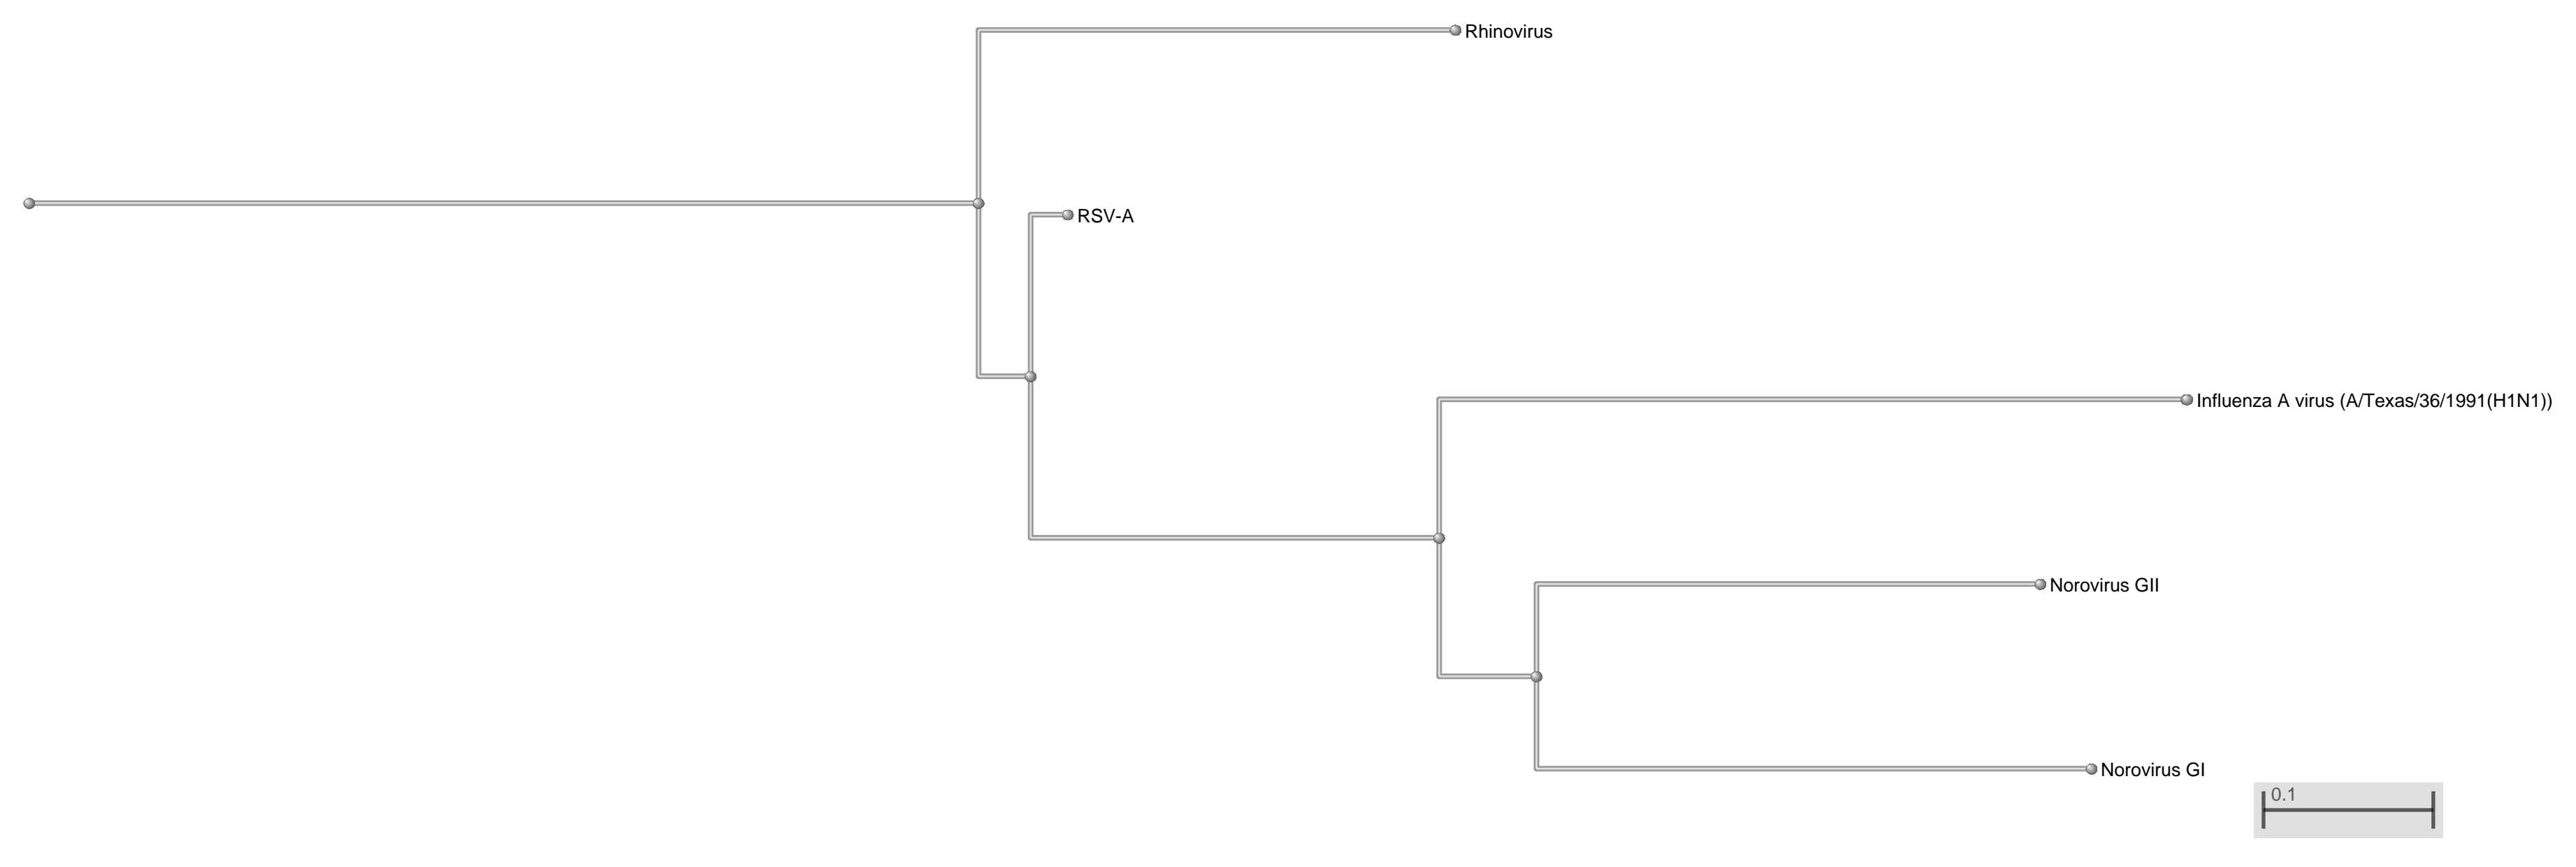 Rhinovirus
RSV-A
Influenza A virus (A/Texas/36/1991(H1N1))
Norovirus GII
Norovirus GI
0.1